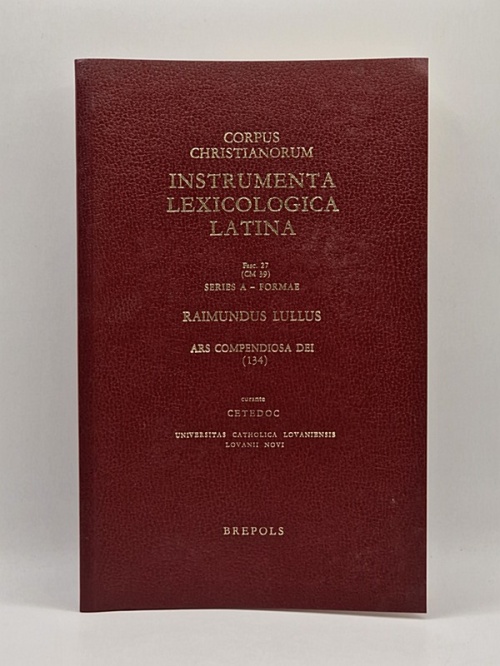 CORPUS
CHRISTIANORUM
INSTRUMENTA
LEXICOLOGICA
LATINA
Fasc. 27
(CM 39)
SERIES A – FORMAE
RAIMUNDUS LULLUS
ARS COMPENDIOSA DEI
(134)
curante
CETEDOC
UNIVERSITAS CATHOLICA LOVANIENSIS
LOVANII NOVI
BREPOLS